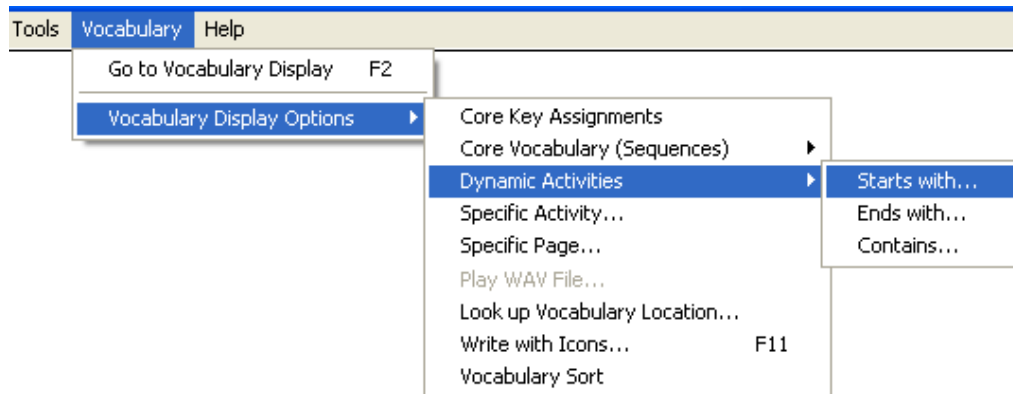 Tools Vocabulary Help
Go to Vocabulary Display F2
Vocabulary Display Options
Core Key Assignments
Core Vocabulary (Sequences)
Dynamic Activities
Starts with...
Specific Activity...
Ends with...
Specific Page...
Contains...
Play WAV File...
Look up Vocabulary Location...
Write with Icons... F11
Vocabulary Sort